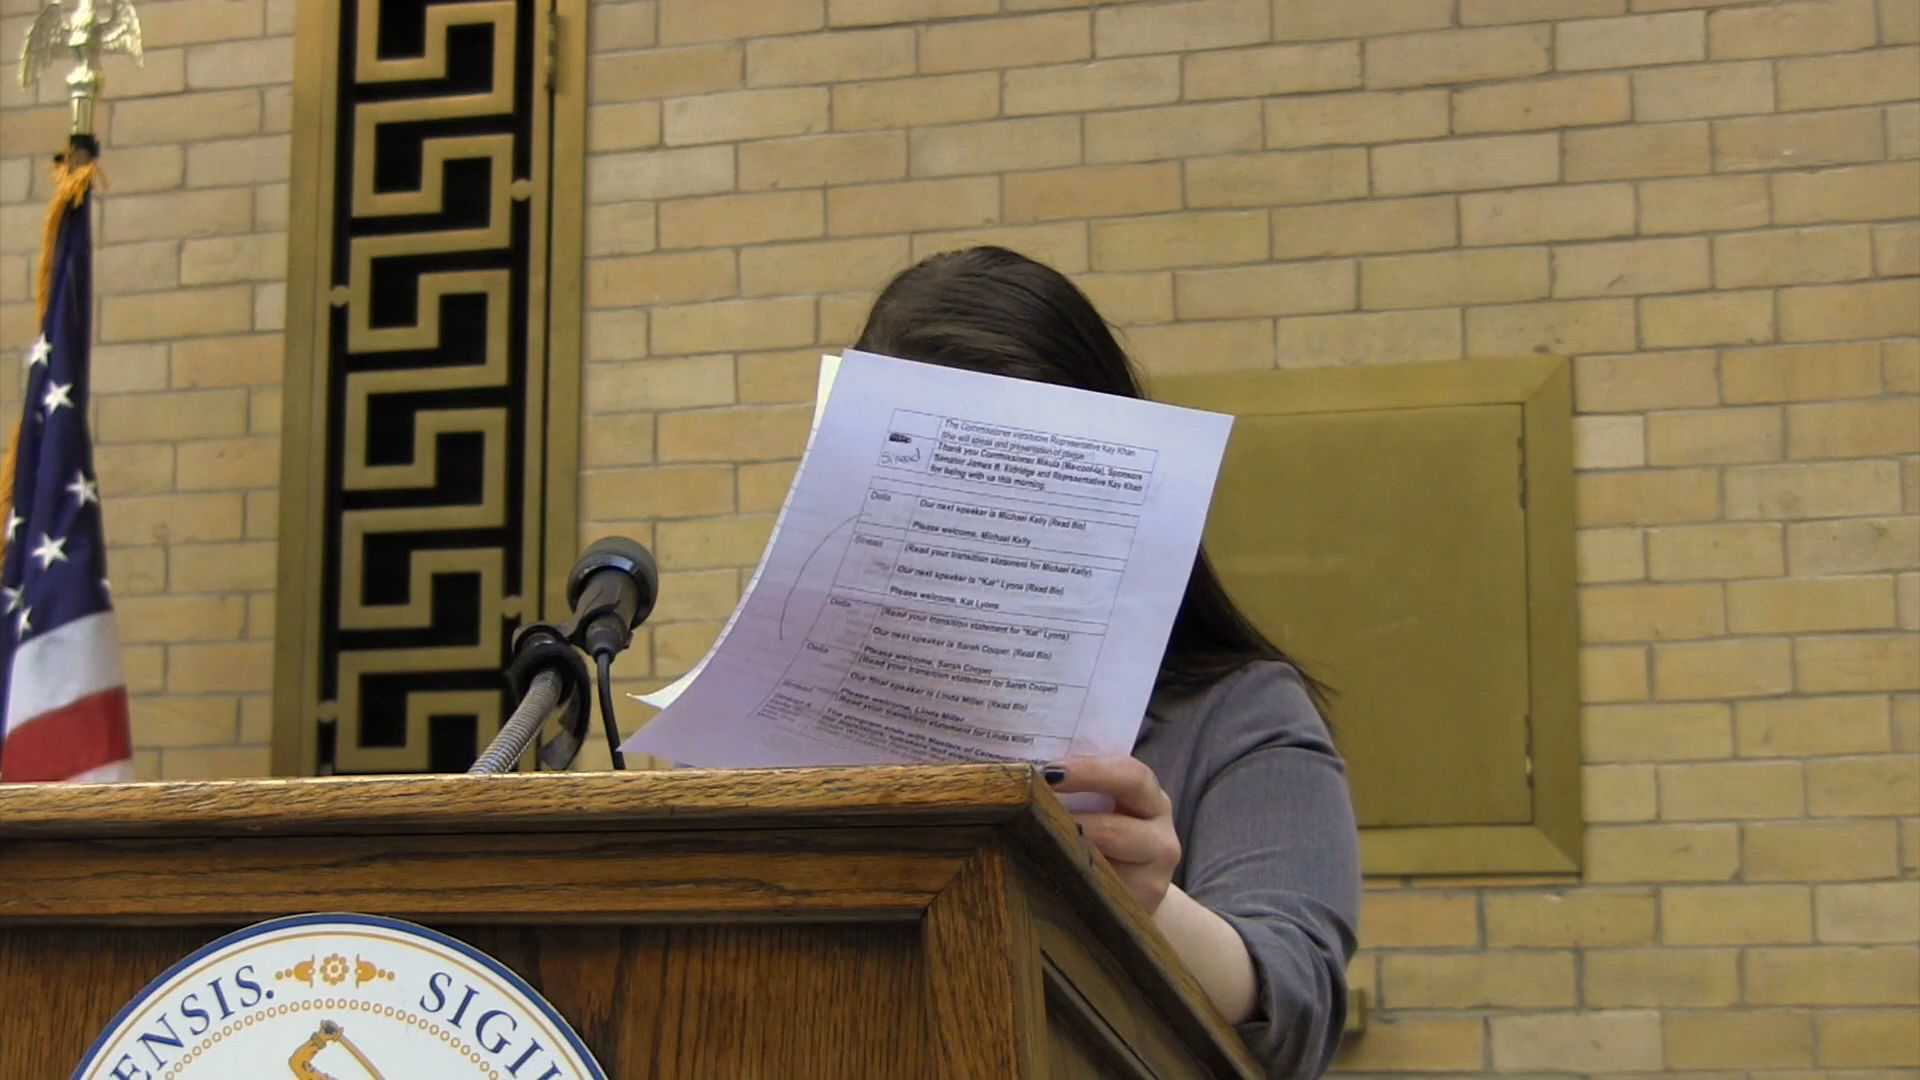 The Commissioner introduces Representative Kay Khan
She will speak and presentation of plaque
Sinead
Thank you Commissioner Mikula (Ma-cool-la), Sponsors
Senator James B. Eldridge and Representative Kay Khan
for being with us this morning.
Della
Our next speaker is Michael Kelly (Read Bio)
Please welcome, Michael Kelly
Sinead
(Read your transition statement for Michael Kelly).
Our next speaker is "Kat" Lyons (Read Bio)
Please welcome, Kat Lyons
Della
(Read your transition statement for "Kat" Lyons)
Our next speaker is Sarah Cooper. (Read Bio)
Please welcome, Sarah Cooper
Della
(Read your transition statement for Sarah Cooper)
Our final speaker is Linda Miller. (Read Bio)
Please welcome, Linda Miller
Sinead
(Read your transition statement for Linda Miller)
The program ends with Masters of
ENSIS. SIGI